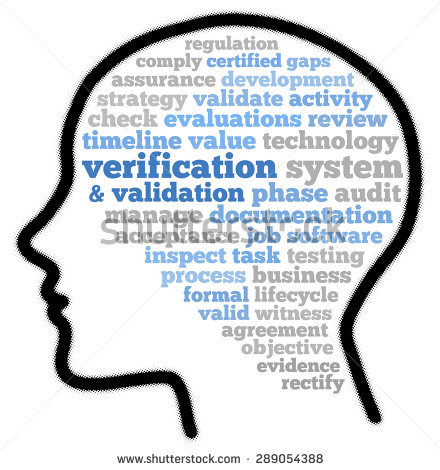 regulation
comply certified gaps
assurance development
strategy validate activity
check evaluations review
timeline value technology
verification system
& validation phase audit
manage documentation
shutterstock
acceptance job software
inspect task testing
process business
formal lifecycle
valid witness
agreement
objective
evidence
rectify
www.shutterstock.com · 289054388